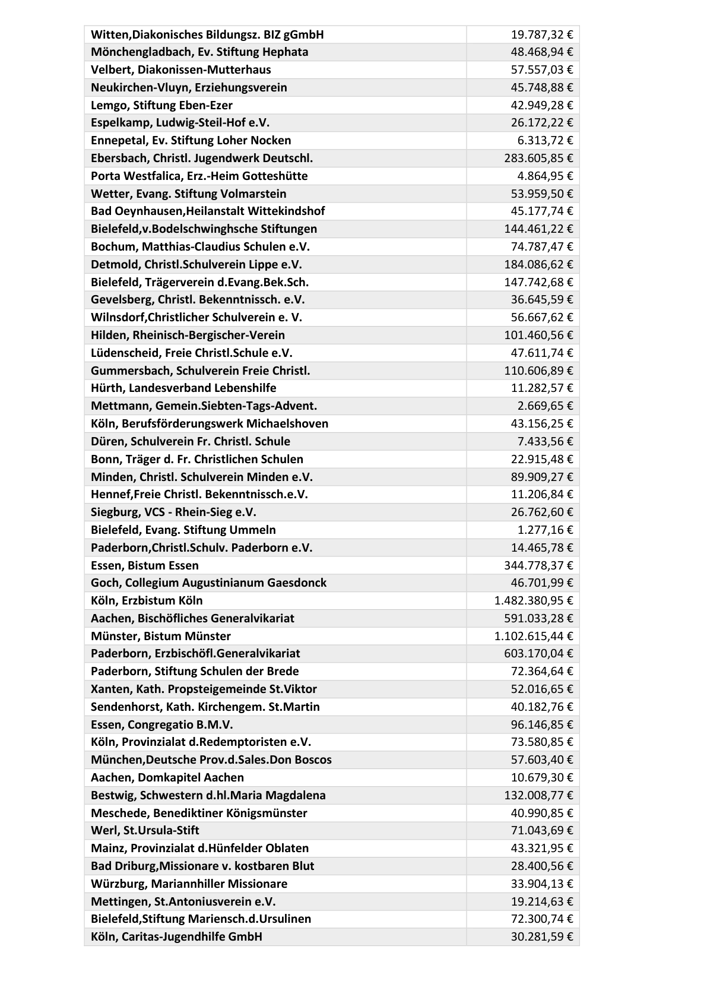 Witten,Diakonisches Bildungsz. BIZ gGmbH 19.787,32 €
Mönchengladbach, Ev. Stiftung Hephata 48.468,94 €
Velbert, Diakonissen-Mutterhaus 57.557,03 €
Neukirchen-Vluyn, Erziehungsverein 45.748,88 €
Lemgo, Stiftung Eben-Ezer 42.949,28 €
Espelkamp, Ludwig-Steil-Hof e.V. 26.172,22 €
Ennepetal, Ev. Stiftung Loher Nocken 6.313,72 €
Ebersbach, Christl. Jugendwerk Deutschl. 283.605,85 €
Porta Westfalica, Erz.-Heim Gotteshütte 4.864,95 €
Wetter, Evang. Stiftung Volmarstein 53.959,50 €
Bad Oeynhausen,Heilanstalt Wittekindshof 45.177,74 €
Bielefeld,v.Bodelschwinghsche Stiftungen 144.461,22 €
Bochum, Matthias-Claudius Schulen e.V. 74.787,47 €
Detmold, Christl.Schulverein Lippe e.V. 184.086,62 €
Bielefeld, Trägerverein d.Evang.Bek.Sch. 147.742,68 €
Gevelsberg, Christl. Bekenntnissch. e.V. 36.645,59 €
Wilnsdorf,Christlicher Schulverein e. V. 56.667,62 €
Hilden, Rheinisch-Bergischer-Verein 101.460,56 €
Lüdenscheid, Freie Christl.Schule e.V. 47.611,74 €
Gummersbach, Schulverein Freie Christl. 110.606,89 €
Hürth, Landesverband Lebenshilfe 11.282,57 €
Mettmann, Gemein.Siebten-Tags-Advent. 2.669,65 €
Köln, Berufsförderungswerk Michaelshoven 43.156,25 €
Düren, Schulverein Fr. Christl. Schule 7.433,56 €
Bonn, Träger d. Fr. Christlichen Schulen 22.915,48 €
Minden, Christl. Schulverein Minden e.V. 89.909,27 €
Hennef,Freie Christl. Bekenntnissch.e.V. 11.206,84 €
Siegburg, VCS - Rhein-Sieg e.V. 26.762,60 €
Bielefeld, Evang. Stiftung Ummeln 1.277,16 €
Paderborn,Christl.Schulv. Paderborn e.V. 14.465,78 €
Essen, Bistum Essen 344.778,37 €
Goch, Collegium Augustinianum Gaesdonck 46.701,99 €
Köln, Erzbistum Köln 1.482.380,95 €
Aachen, Bischöfliches Generalvikariat 591.033,28 €
Münster, Bistum Münster 1.102.615,44 €
Paderborn, Erzbischöfl.Generalvikariat 603.170,04 €
Paderborn, Stiftung Schulen der Brede 72.364,64 €
Xanten, Kath. Propsteigemeinde St.Viktor 52.016,65 €
Sendenhorst, Kath. Kirchengem. St.Martin 40.182,76 €
Essen, Congregatio B.M.V. 96.146,85 €
Köln, Provinzialat d.Redemptoristen e.V. 73.580,85 €
München,Deutsche Prov.d.Sales.Don Boscos 57.603,40 €
Aachen, Domkapitel Aachen 10.679,30 €
Bestwig, Schwestern d.hl.Maria Magdalena 132.008,77 €
Meschede, Benediktiner Königsmünster 40.990,85 €
Werl, St.Ursula-Stift 71.043,69 €
Mainz, Provinzialat d.Hünfelder Oblaten 43.321,95 €
Bad Driburg,Missionare v. kostbaren Blut 28.400,56 €
Würzburg, Mariannhiller Missionare 33.904,13 €
Mettingen, St.Antoniusverein e.V. 19.214,63 €
Bielefeld,Stiftung Mariensch.d.Ursulinen 72.300,74 €
Köln, Caritas-Jugendhilfe GmbH 30.281,59 €